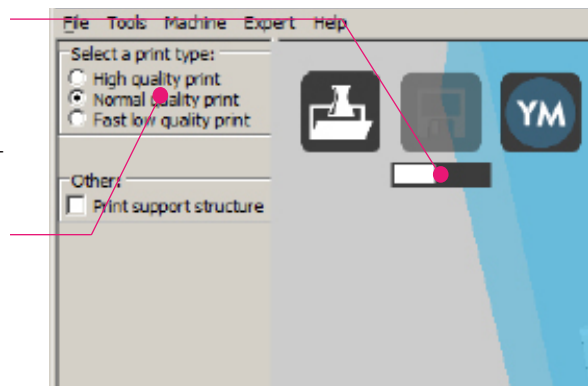 File Tools Machine Expert Help
Select a print type:
High quality print
Normal quality print
Fast low quality print
YM
Other:
Print support structure